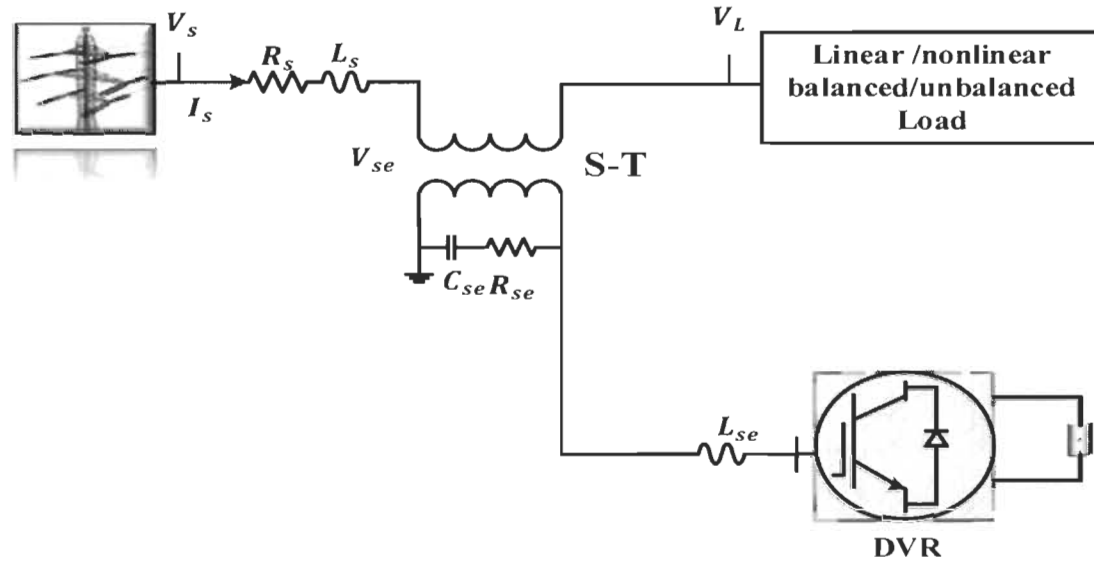 V_s
I_s
R_s
L_s
V_se
S-T
C_se R_se
V_L
Linear /nonlinear
balanced/unbalanced
Load
L_se
DVR